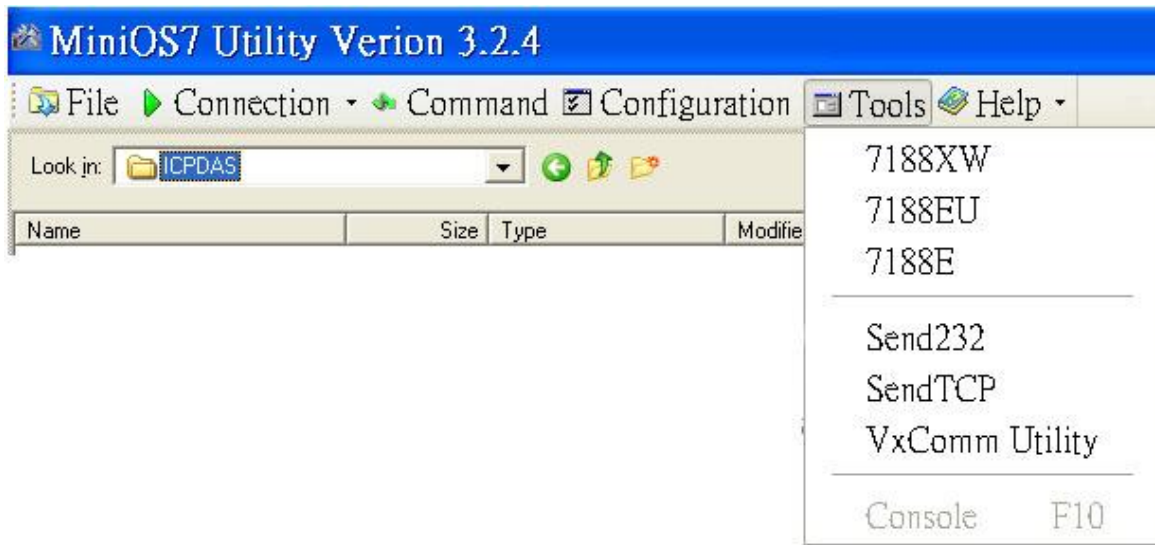 MiniOS7 Utility Verion 3.2.4
File Connection Command Configuration Tools Help
Look in: ICPDAS
Name Size Type Modifie
7188XW
7188EU
7188E
Send232
SendTCP
VxComm Utility
Console F10